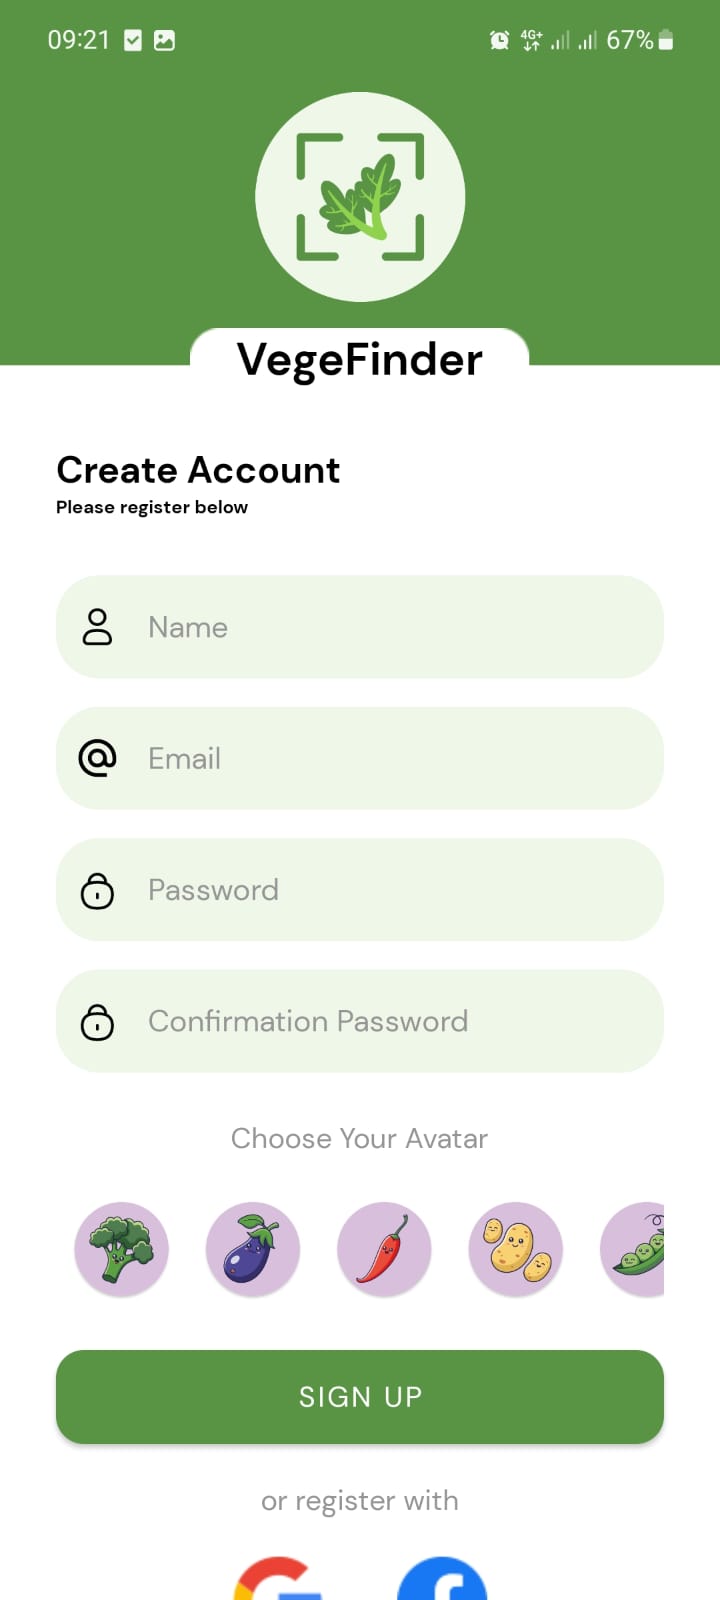 09:21 4G+ 67%
VegeFinder
Create Account
Please register below
Name
Email
Password
Confirmation Password
Choose Your Avatar
SIGN UP
or register with